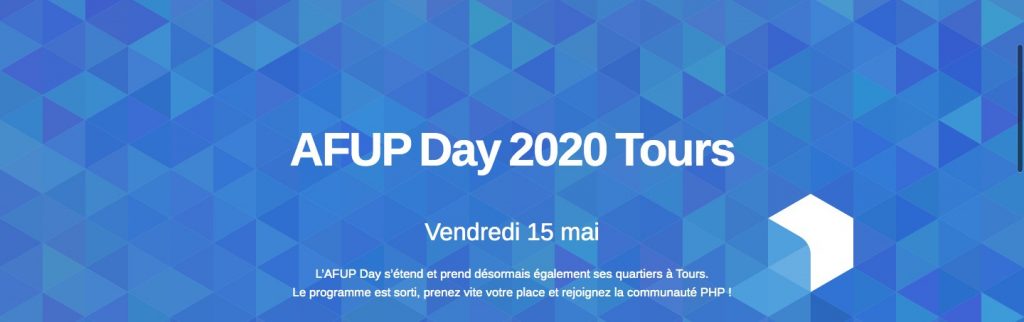 AFUP Day 2020 Tours
Vendredi 15 mai
L'AFUP Day s'étend et prend désormais également ses quartiers à Tours.
Le programme est sorti, prenez vite votre place et rejoignez la communauté PHP !